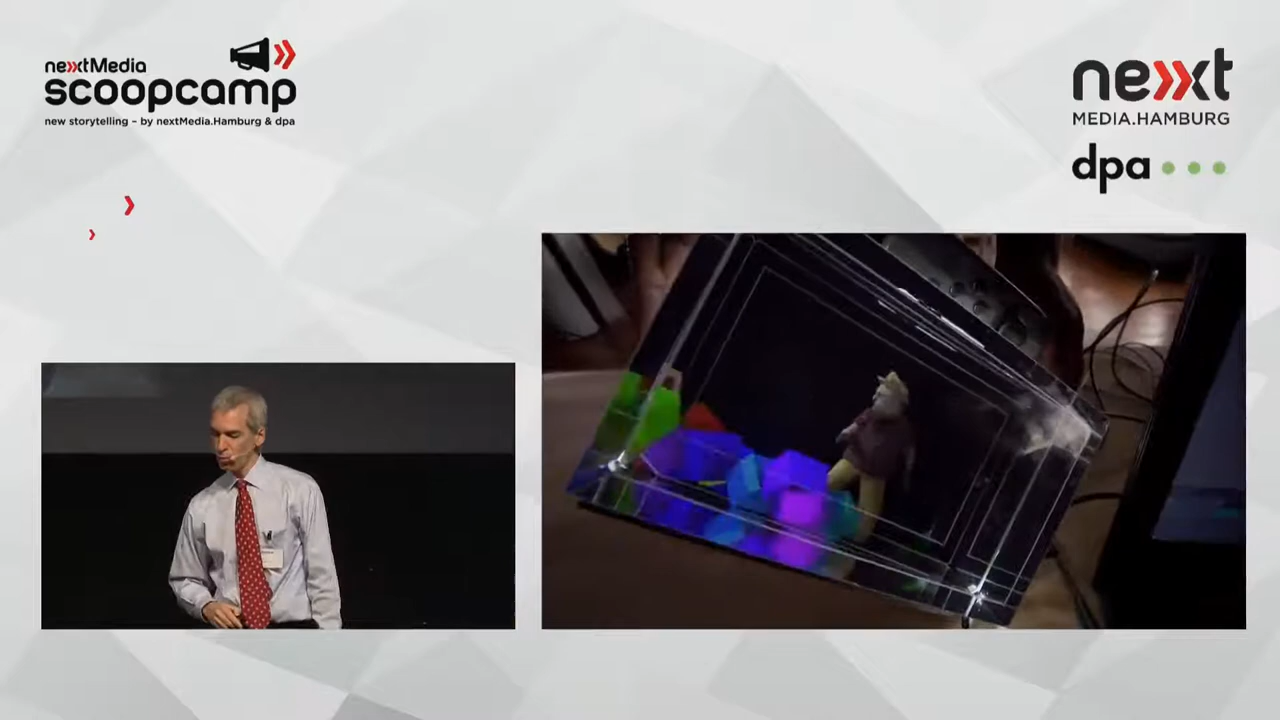 nextMedia
scoopcamp
new storytelling – by nextMedia.Hamburg & dpa
next
MEDIA.HAMBURG
dpa